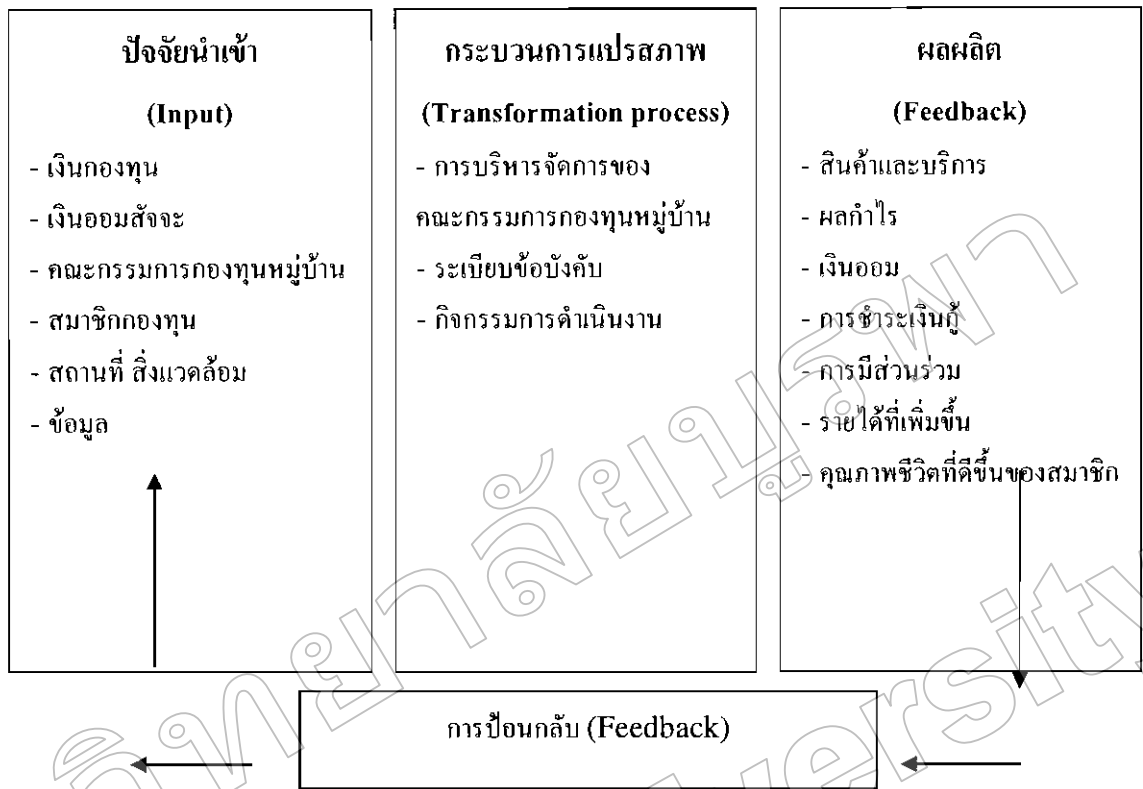 ปัจจัยนำเข้า
(Input)
- เงินกองทุน
- เงินออมสัจจะ
- คณะกรรมการกองทุนหมู่บ้าน
- สมาชิกกองทุน
- สถานที่ สิ่งแวดล้อม
- ข้อมูล
กระบวนการแปรสภาพ
(Transformation process)
- การบริหารจัดการของ
คณะกรรมการกองทุนหมู่บ้าน
- ระเบียบข้อบังคับ
- กิจกรรมการดำเนินงาน
ผลผลิต
(Feedback)
- สินค้าและบริการ
- ผลกำไร
- เงินออม
- การชำระเงินกู้
- การมีส่วนร่วม
- รายได้ที่เพิ่มขึ้น
- คุณภาพชีวิตที่ดีขึ้นของสมาชิก
การป้อนกลับ (Feedback)
วิทยาลัยบูรพา
versity